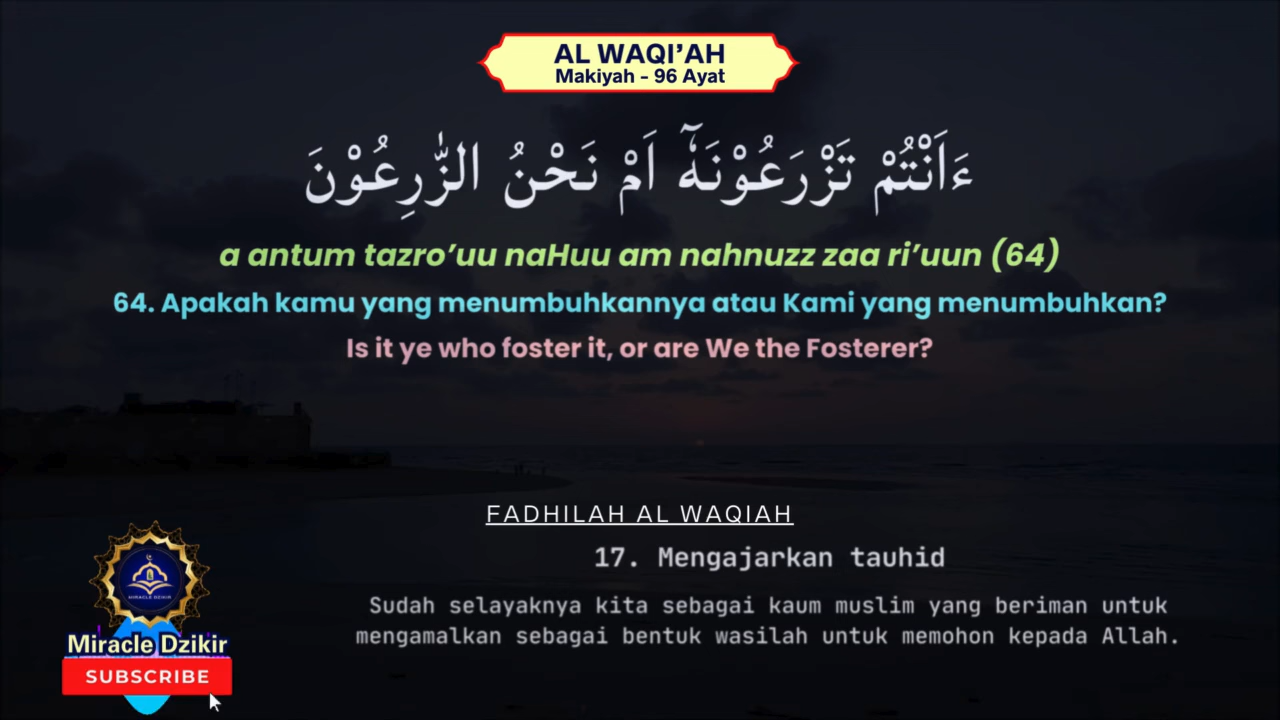 AL WAQI'AH
Makiyah - 96 Ayat
ءَاَنْتُمْ تَزْرَعُوْنَهٗٓ اَمْ نَحْنُ الزّٰرِعُوْنَ
a antum tazro'uu naHuu am nahnuzz zaa ri'uun (64)
64. Apakah kamu yang menumbuhkannya atau Kami yang menumbuhkan?
Is it ye who foster it, or are We the Fosterer?
FADHILAH AL WAQIAH
17. Mengajarkan tauhid
Sudah selayaknya kita sebagai kaum muslim yang beriman untuk
mengamalkan sebagai bentuk wasilah untuk memohon kepada Allah.
MIRACLE DZIKIR
Miracle Dzikir
SUBSCRIBE